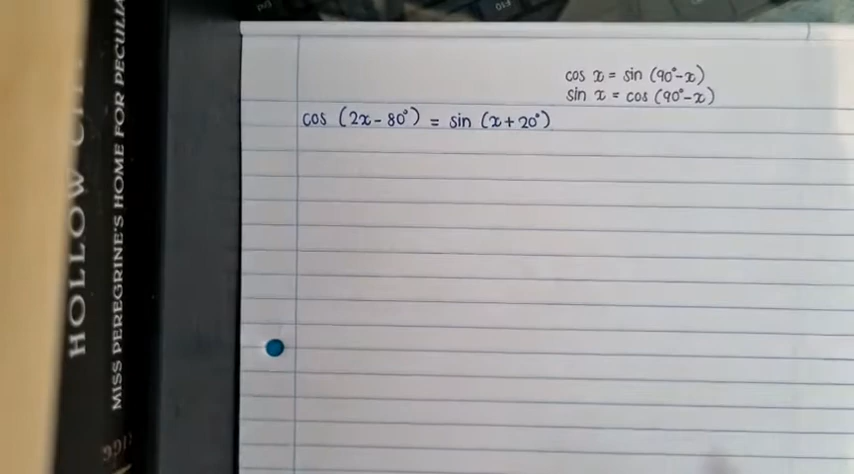 HOLLOW
MISS PEREGRINE'S HOME FOR PECULIA
cos x = sin (90°-x)
sin x = cos (90°-x)
cos (2x - 80°) = sin (x + 20°)